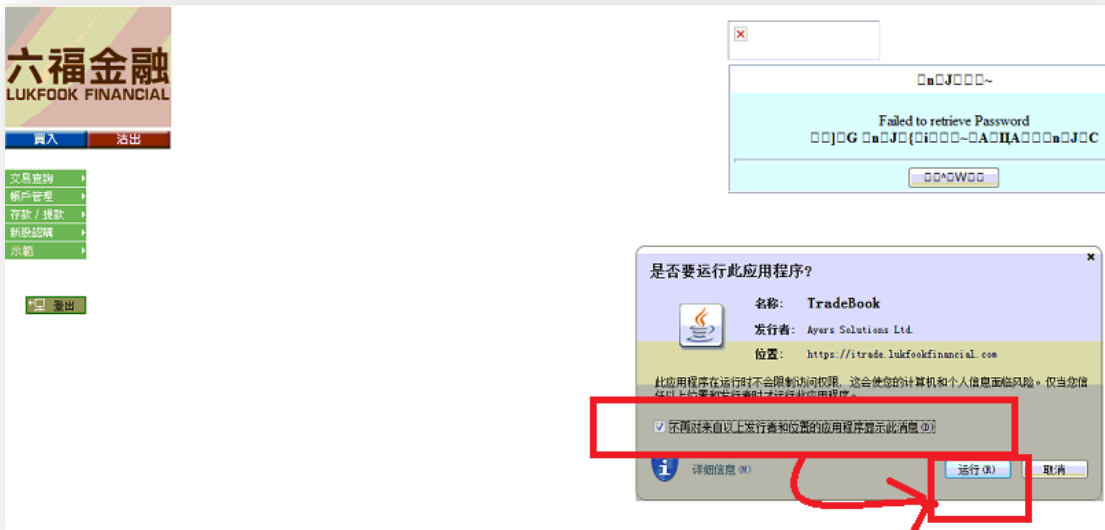 六福金融
LUKFOOK FINANCIAL
買入
沽出
交易查詢
帳戶管理
存款 / 提款
新股認購
示範
登出
Failed to retrieve Password
是否要运行此应用程序?
名称: TradeBook
发行者: Ayers Solutions Ltd.
位置: https://itrade.lukfookfinancial.com
此应用程序在运行时不会限制访问权限, 这会使您的计算机和个人信息面临风险。仅当您信
任以上位置和发行者时才运行此应用程序。
不再对来自以上发行者和位置的应用程序显示此消息(D)
详细信息(M)
运行(R)
取消